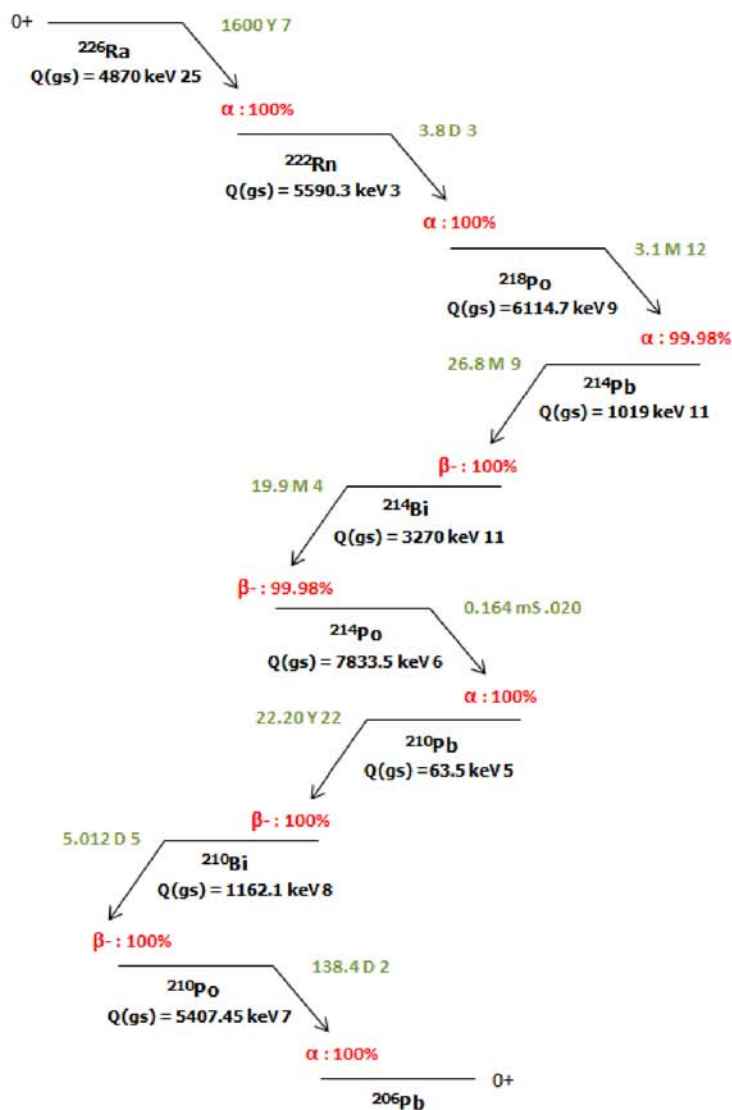 0+
1600 Y 7
²²⁶Ra
Q(gs) = 4870 keV 25
α : 100%
3.8 D 3
²²²Rn
Q(gs) = 5590.3 keV 3
α : 100%
3.1 M 12
²¹⁸Po
Q(gs) =6114.7 keV 9
α : 99.98%
26.8 M 9
²¹⁴Pb
Q(gs) = 1019 keV 11
β- : 100%
19.9 M 4
²¹⁴Bi
Q(gs) = 3270 keV 11
β- : 99.98%
0.164 mS .020
²¹⁴Po
Q(gs) = 7833.5 keV 6
α : 100%
22.20 Y 22
²¹⁰Pb
Q(gs) =63.5 keV 5
β- : 100%
5.012 D 5
²¹⁰Bi
Q(gs) = 1162.1 keV 8
β- : 100%
138.4 D 2
²¹⁰Po
Q(gs) = 5407.45 keV 7
α : 100%
0+
²⁰⁶Pb